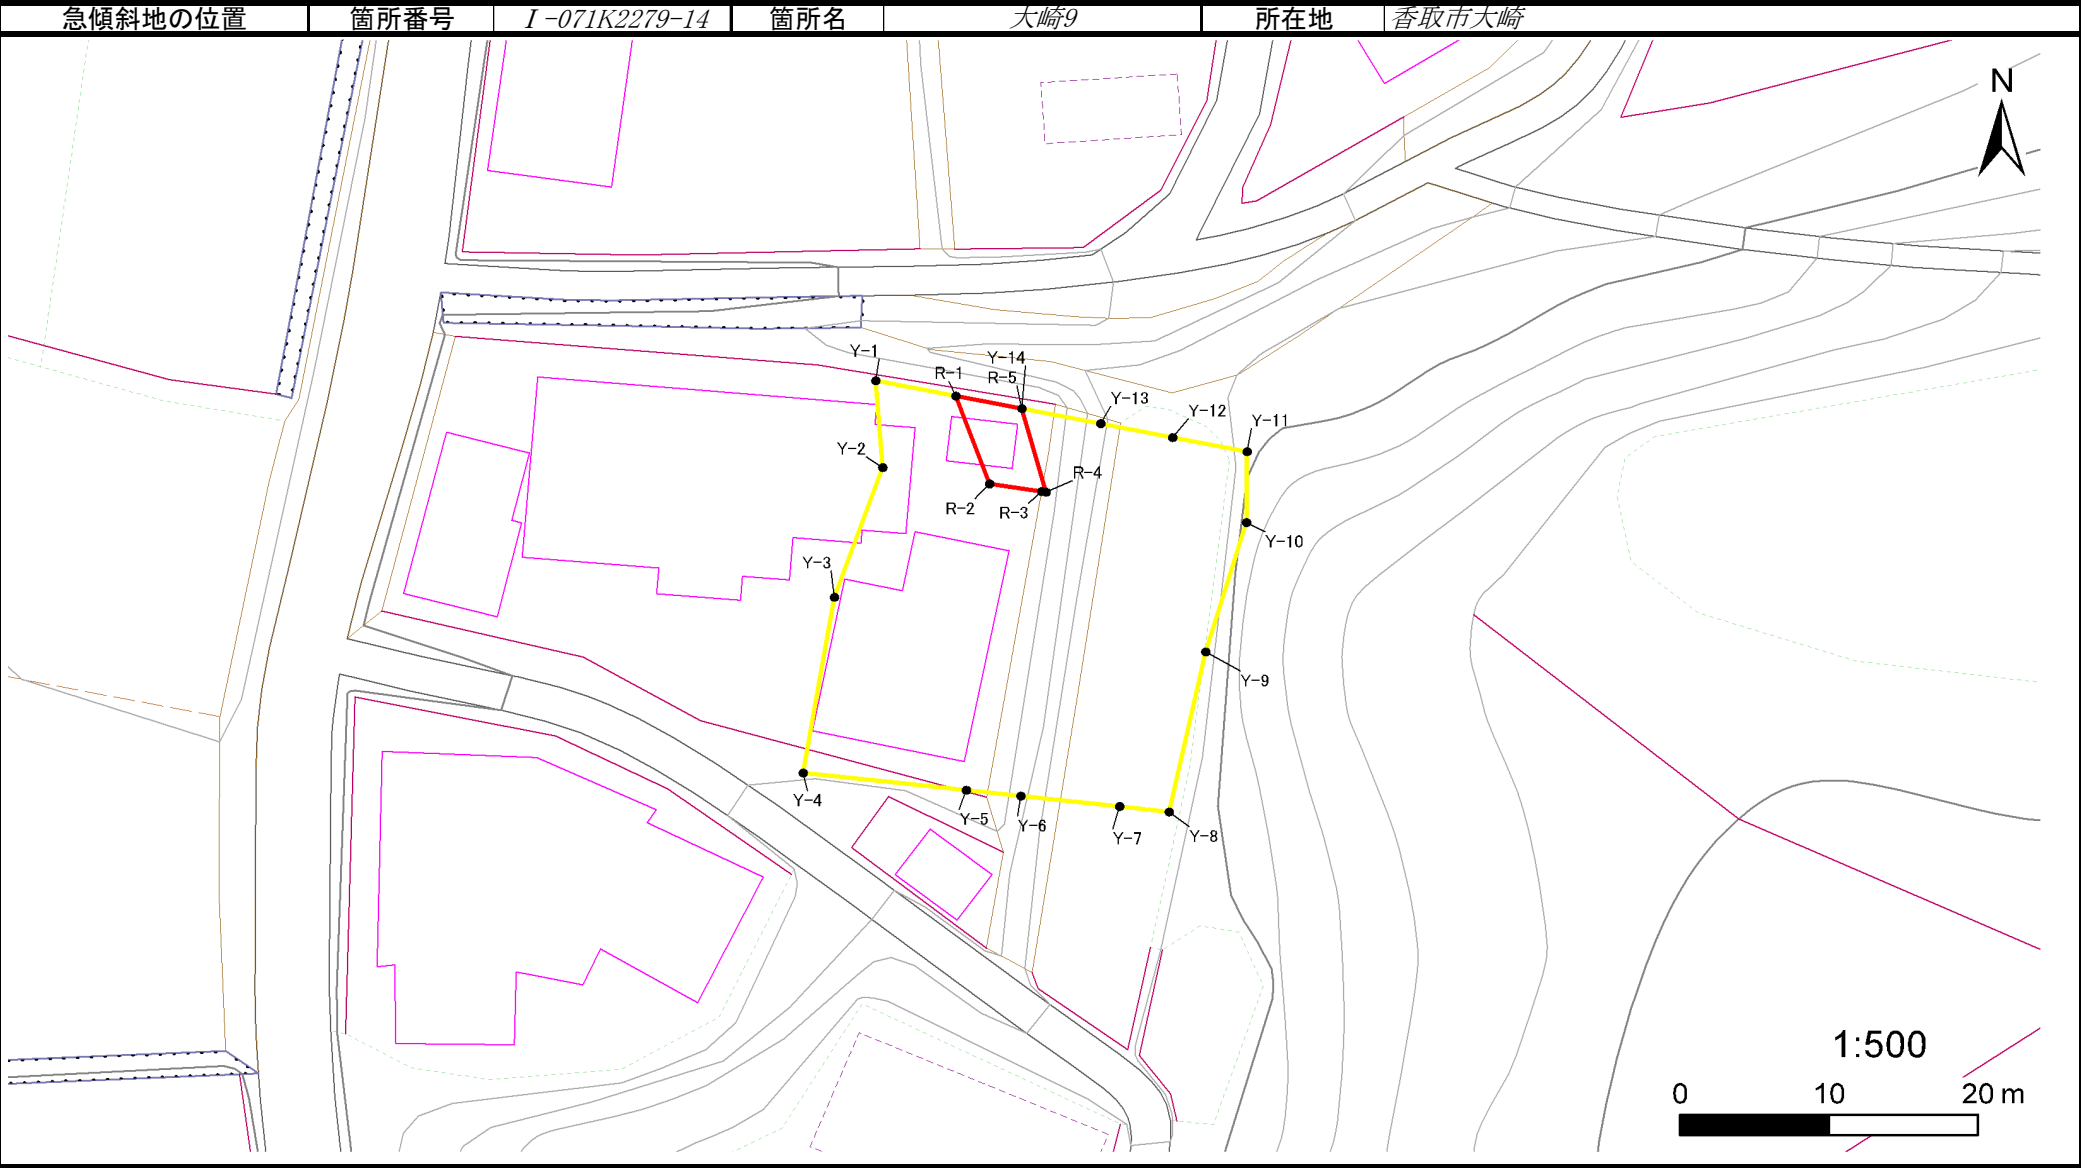 急傾斜地の位置 箇所番号 Ⅰ-071K2279-14 箇所名 大崎9 所在地 香取市大崎
N
Y-1
Y-14
R-1
R-5
Y-13
Y-12
Y-11
Y-2
R-4
R-2
R-3
Y-10
Y-3
Y-9
Y-4
Y-5
Y-6
Y-7
Y-8
1:500
0 10 20 m